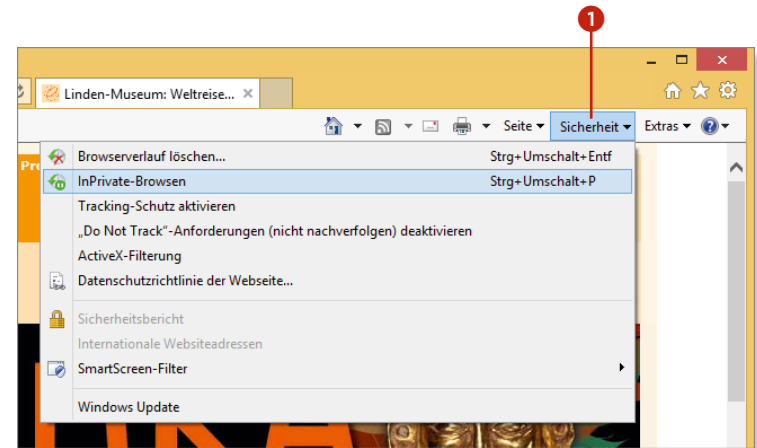 1
Linden-Museum: Weltreise...
Seite Sicherheit Extras
Browserverlauf löschen... Strg+Umschalt+Entf
InPrivate-Browsen Strg+Umschalt+P
Tracking-Schutz aktivieren
„Do Not Track"-Anforderungen (nicht nachverfolgen) deaktivieren
ActiveX-Filterung
Datenschutzrichtlinie der Webseite...
Sicherheitsbericht
Internationale Websiteadressen
SmartScreen-Filter
Windows Update